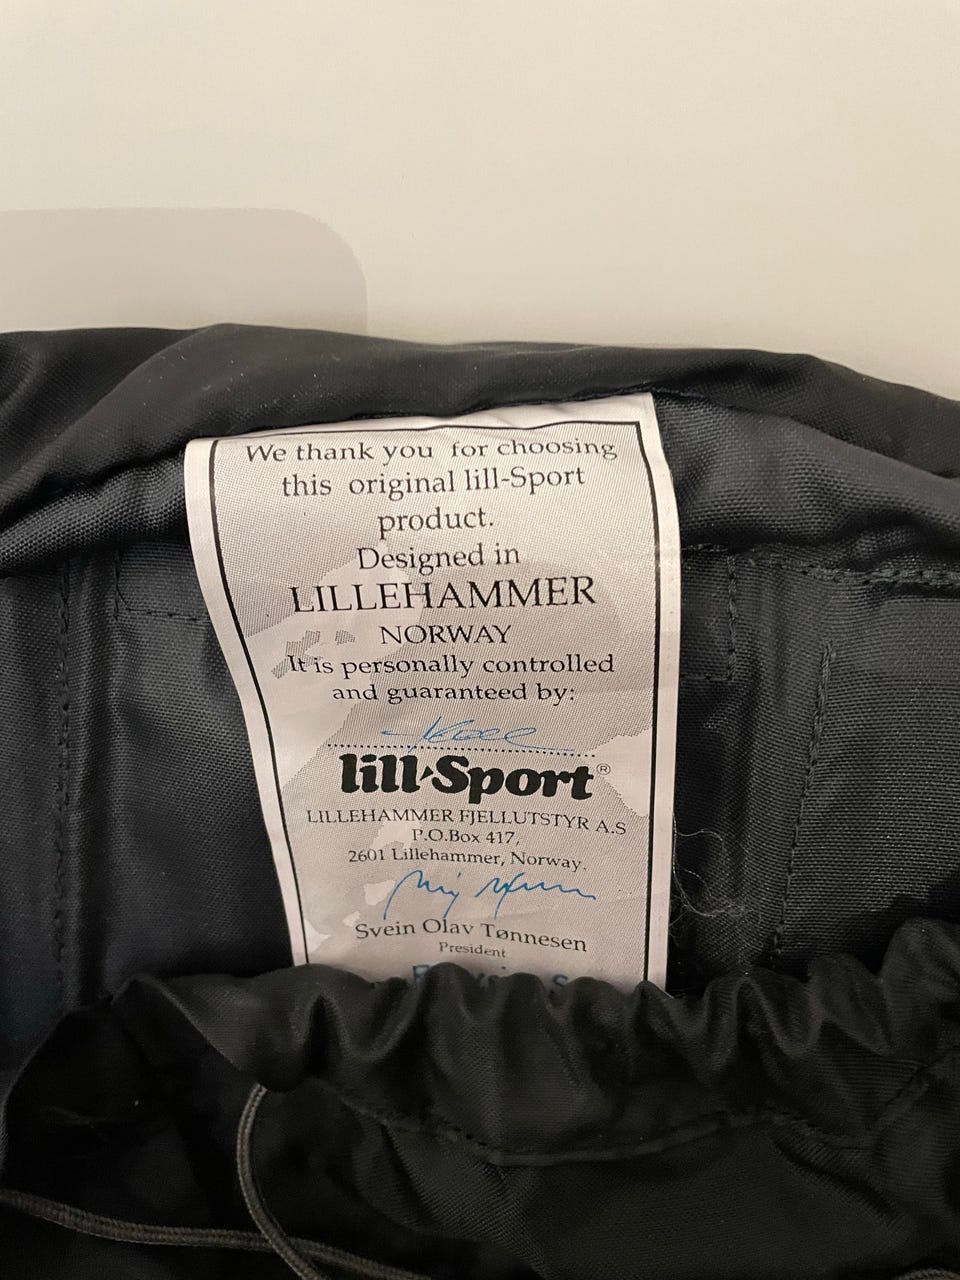 We thank you for choosing
this original lill-Sport
product.
Designed in
LILLEHAMMER
NORWAY
It is personally controlled
and guaranteed by:
lill-Sport®
LILLEHAMMER FJELLUTSTYR A.S
P.O.Box 417,
2601 Lillehammer, Norway.
Svein Olav Tønnesen
President